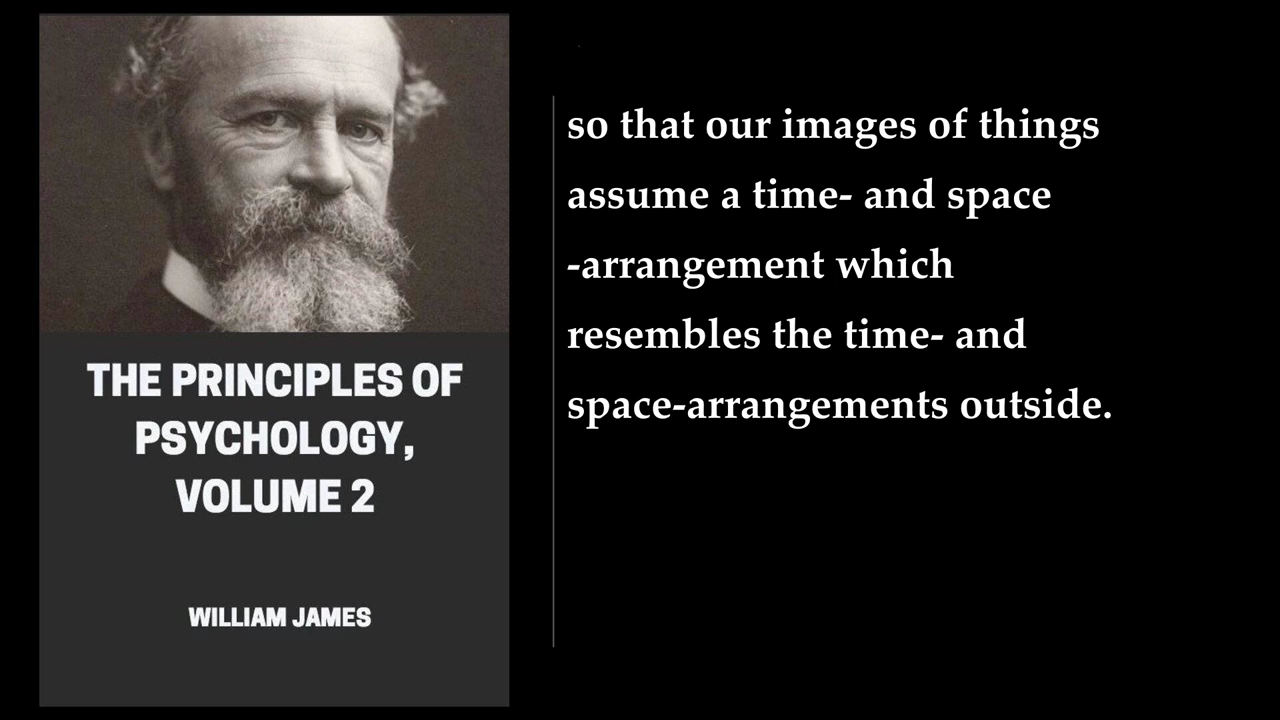 THE PRINCIPLES OF
PSYCHOLOGY,
VOLUME 2
WILLIAM JAMES
so that our images of things
assume a time- and space
-arrangement which
resembles the time- and
space-arrangements outside.